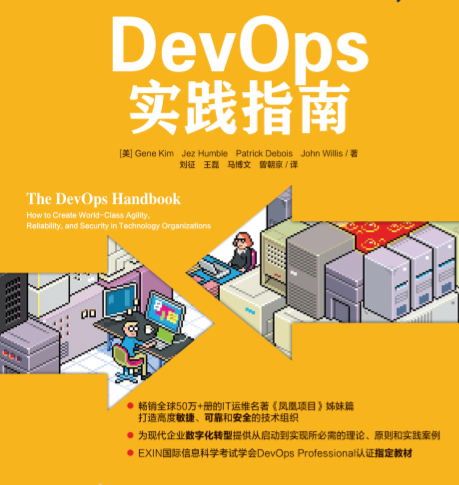 DevOps
实践指南
[美] Gene Kim Jez Humble Patrick Debois John Willis / 著
刘征 王磊 马博文 曾朝京 / 译
The DevOps Handbook
How to Create World-Class Agility,
Reliability, and Security in Technology Organizations
● 畅销全球50万+册的IT运维名著《凤凰项目》姊妹篇
打造高度敏捷、可靠和安全的技术组织
● 为现代企业数字化转型提供从启动到实现所必需的理论、原则和实践案例
● EXIN国际信息科学考试学会DevOps Professional认证指定教材